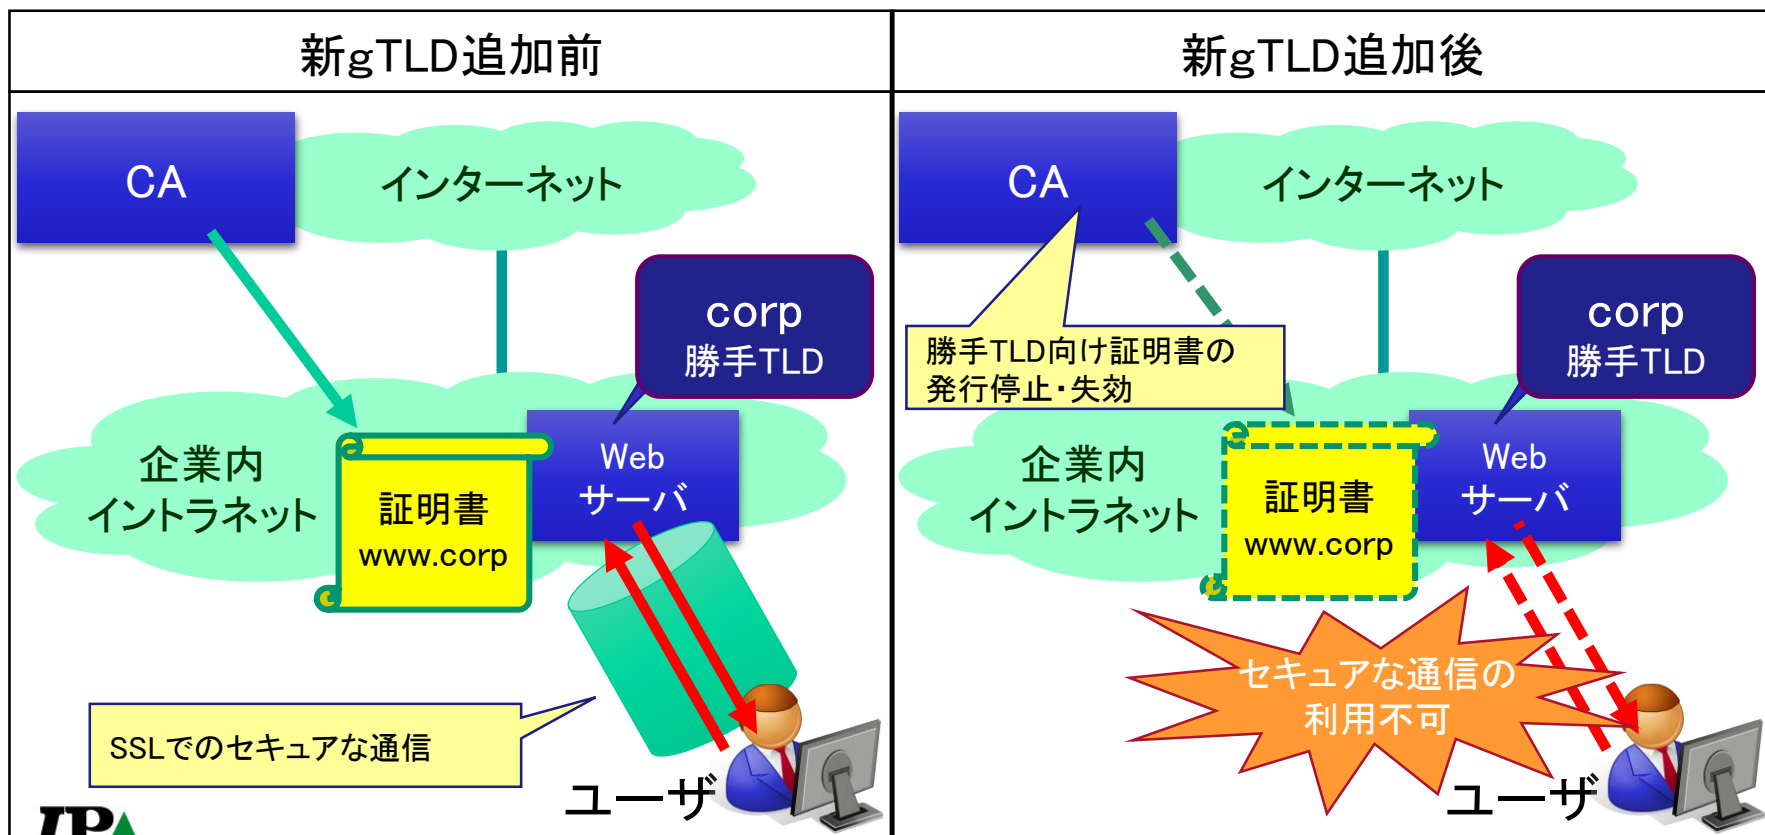 新gTLD追加前
CA
インターネット
corp
勝手TLD
企業内
イントラネット
証明書
www.corp
Web
サーバ
SSLでのセキュアな通信
ユーザ
新gTLD追加後
CA
インターネット
corp
勝手TLD
勝手TLD向け証明書の
発行停止・失効
企業内
イントラネット
証明書
www.corp
Web
サーバ
セキュアな通信の
利用不可
ユーザ